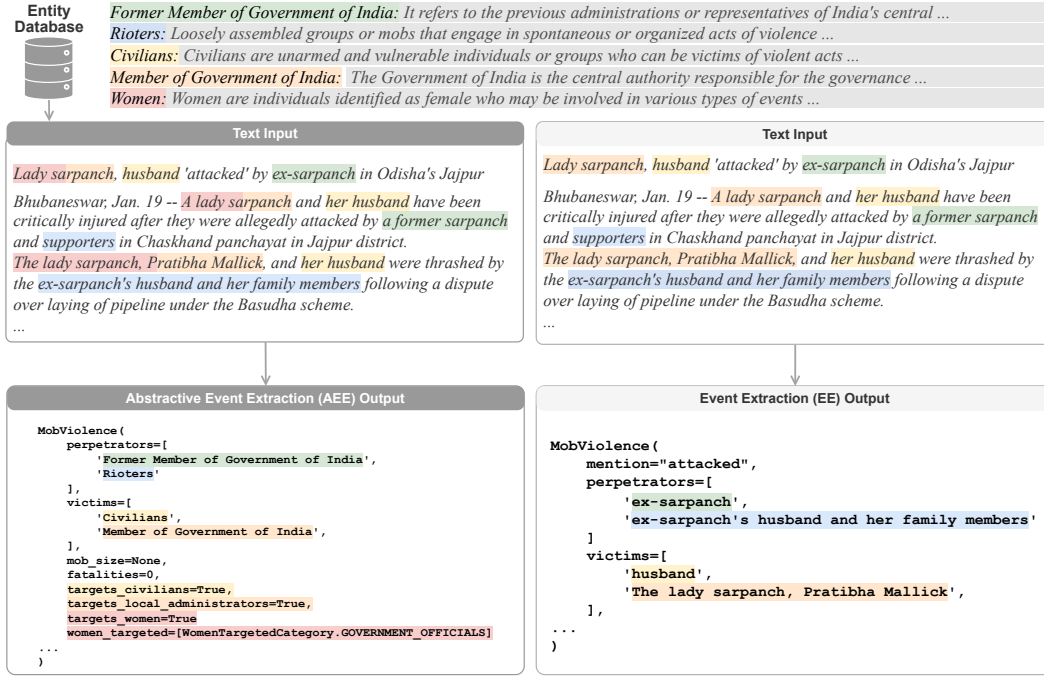 Entity
Database
Former Member of Government of India: It refers to the previous administrations or representatives of India's central ...
Rioters: Loosely assembled groups or mobs that engage in spontaneous or organized acts of violence ...
Civilians: Civilians are unarmed and vulnerable individuals or groups who can be victims of violent acts ...
Member of Government of India: The Government of India is the central authority responsible for the governance ...
Women: Women are individuals identified as female who may be involved in various types of events ...
Text Input
Lady sarpanch, husband 'attacked' by ex-sarpanch in Odisha's Jajpur
Bhubaneswar, Jan. 19 -- A lady sarpanch and her husband have been
critically injured after they were allegedly attacked by a former sarpanch
and supporters in Chaskhand panchayat in Jajpur district.
The lady sarpanch, Pratibha Mallick, and her husband were thrashed by
the ex-sarpanch's husband and her family members following a dispute
over laying of pipeline under the Basudha scheme.
...
Text Input
Lady sarpanch, husband 'attacked' by ex-sarpanch in Odisha's Jajpur
Bhubaneswar, Jan. 19 -- A lady sarpanch and her husband have been
critically injured after they were allegedly attacked by a former sarpanch
and supporters in Chaskhand panchayat in Jajpur district.
The lady sarpanch, Pratibha Mallick, and her husband were thrashed by
the ex-sarpanch's husband and her family members following a dispute
over laying of pipeline under the Basudha scheme.
...
Abstractive Event Extraction (AEE) Output
MobViolence(
perpetrators=[
'Former Member of Government of India',
'Rioters'
],
victims=[
'Civilians',
'Member of Government of India',
],
mob_size=None,
fatalities=0,
targets_civilians=True,
targets_local_administrators=True,
targets_women=True
women_targeted=[WomenTargetedCategory.GOVERNMENT_OFFICIALS]
...
)
Event Extraction (EE) Output
MobViolence(
mention="attacked",
perpetrators=[
'ex-sarpanch',
'ex-sarpanch's husband and her family members'
]
victims=[
'husband',
'The lady sarpanch, Pratibha Mallick',
],
...
)